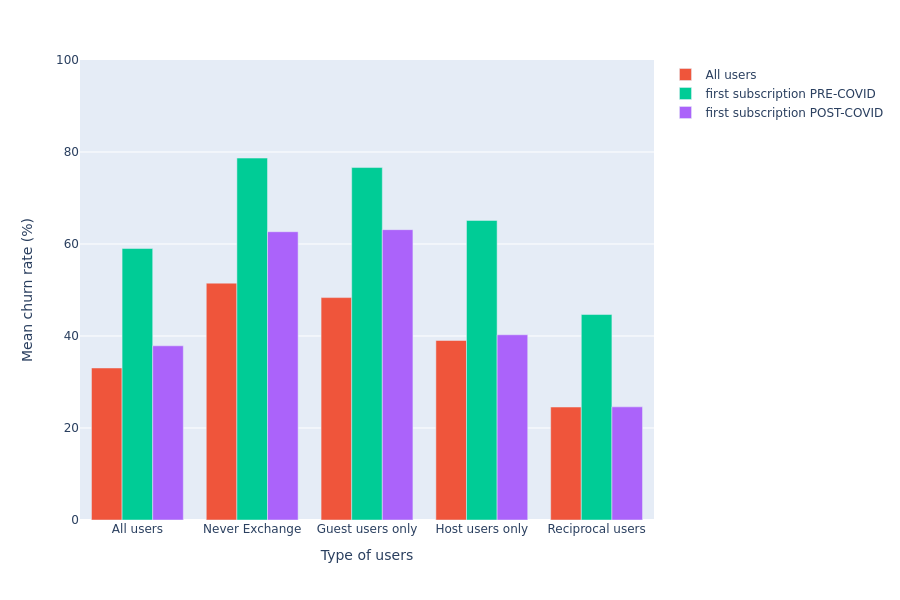 100
80
60
40
20
0
Mean churn rate (%)
All users
Never Exchange
Guest users only
Host users only
Reciprocal users
Type of users
All users
first subscription PRE-COVID
first subscription POST-COVID